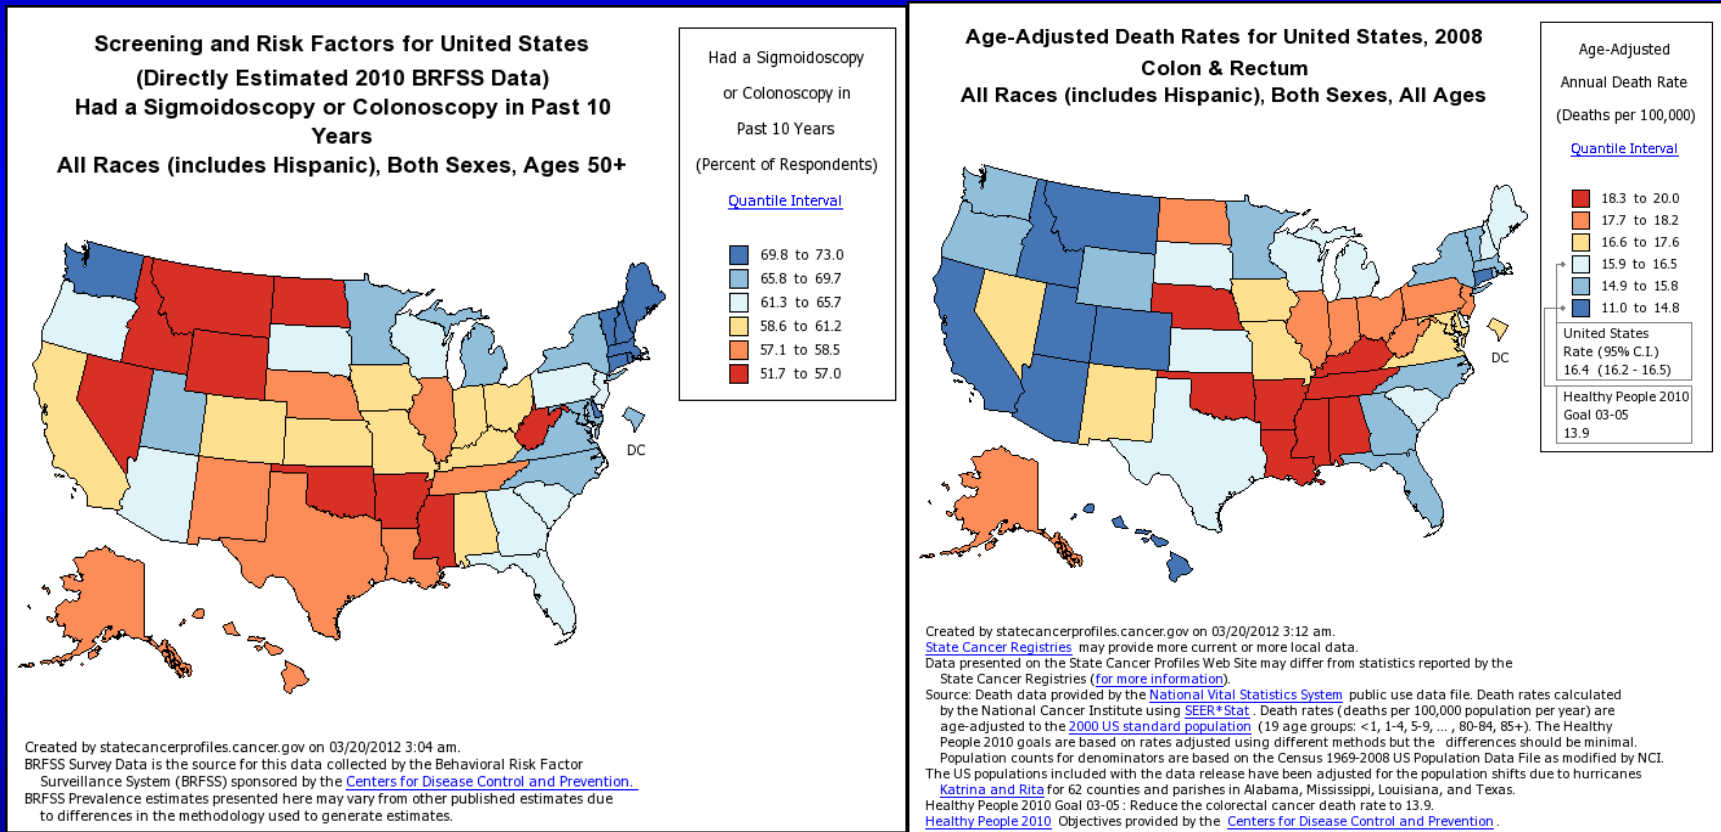 Screening and Risk Factors for United States
(Directly Estimated 2010 BRFSS Data)
Had a Sigmoidoscopy or Colonoscopy in Past 10
Years
All Races (includes Hispanic), Both Sexes, Ages 50+
Had a Sigmoidoscopy
or Colonoscopy in
Past 10 Years
(Percent of Respondents)
Quantile Interval
69.8 to 73.0
65.8 to 69.7
61.3 to 65.7
58.6 to 61.2
57.1 to 58.5
51.7 to 57.0
DC
Created by statecancerprofiles.cancer.gov on 03/20/2012 3:04 am.
BRFSS Survey Data is the source for this data collected by the Behavioral Risk Factor
Surveillance System (BRFSS) sponsored by the Centers for Disease Control and Prevention.
BRFSS Prevalence estimates presented here may vary from other published estimates due
to differences in the methodology used to generate estimates.
Age-Adjusted Death Rates for United States, 2008
Colon & Rectum
All Races (includes Hispanic), Both Sexes, All Ages
Age-Adjusted
Annual Death Rate
(Deaths per 100,000)
Quantile Interval
18.3 to 20.0
17.7 to 18.2
16.6 to 17.6
15.9 to 16.5
14.9 to 15.8
11.0 to 14.8
United States
Rate (95% C.I.)
16.4 (16.2 - 16.5)
Healthy People 2010
Goal 03-05
13.9
DC
Created by statecancerprofiles.cancer.gov on 03/20/2012 3:12 am.
State Cancer Registries may provide more current or more local data.
Data presented on the State Cancer Profiles Web Site may differ from statistics reported by the
State Cancer Registries (for more information).
Source: Death data provided by the National Vital Statistics System public use data file. Death rates calculated
by the National Cancer Institute using SEER*Stat . Death rates (deaths per 100,000 population per year) are
age-adjusted to the 2000 US standard population (19 age groups: <1, 1-4, 5-9, ... , 80-84, 85+). The Healthy
People 2010 goals are based on rates adjusted using different methods but the differences should be minimal.
Population counts for denominators are based on the Census 1969-2008 US Population Data File as modified by NCI.
The US populations included with the data release have been adjusted for the population shifts due to hurricanes
Katrina and Rita for 62 counties and parishes in Alabama, Mississippi, Louisiana, and Texas.
Healthy People 2010 Goal 03-05 : Reduce the colorectal cancer death rate to 13.9.
Healthy People 2010 Objectives provided by the Centers for Disease Control and Prevention .